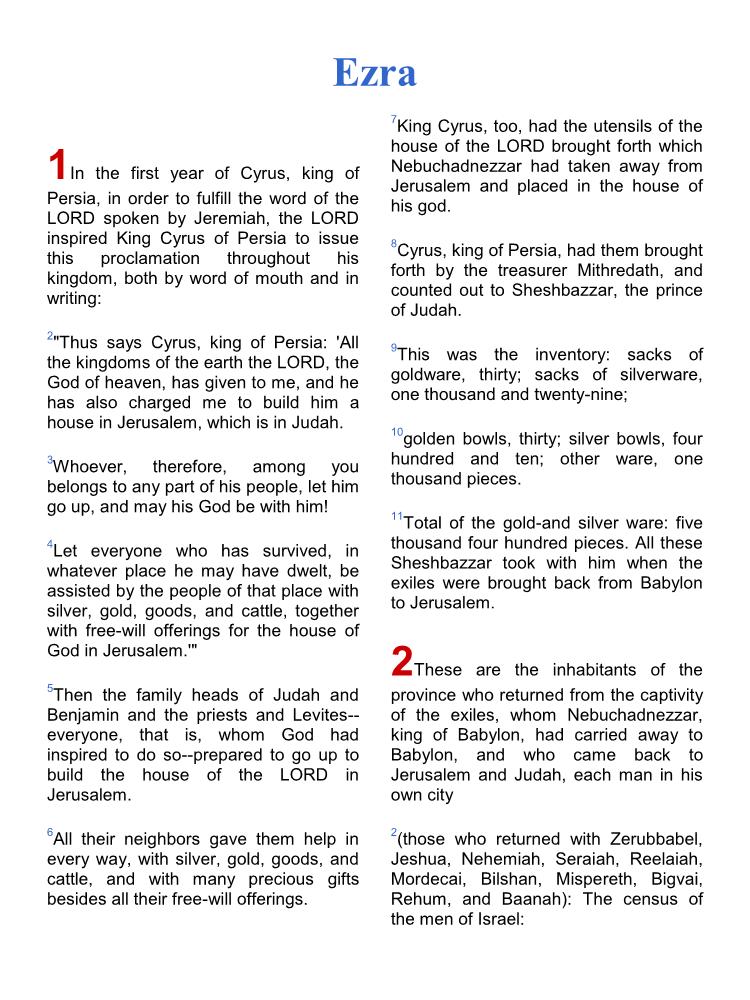 Ezra
1In the first year of Cyrus, king of
Persia, in order to fulfill the word of the
LORD spoken by Jeremiah, the LORD
inspired King Cyrus of Persia to issue
this proclamation throughout his
kingdom, both by word of mouth and in
writing:
2"Thus says Cyrus, king of Persia: 'All
the kingdoms of the earth the LORD, the
God of heaven, has given to me, and he
has also charged me to build him a
house in Jerusalem, which is in Judah.
3Whoever, therefore, among you
belongs to any part of his people, let him
go up, and may his God be with him!
4Let everyone who has survived, in
whatever place he may have dwelt, be
assisted by the people of that place with
silver, gold, goods, and cattle, together
with free-will offerings for the house of
God in Jerusalem.'"
5Then the family heads of Judah and
Benjamin and the priests and Levites--
everyone, that is, whom God had
inspired to do so--prepared to go up to
build the house of the LORD in
Jerusalem.
6All their neighbors gave them help in
every way, with silver, gold, goods, and
cattle, and with many precious gifts
besides all their free-will offerings.
7King Cyrus, too, had the utensils of the
house of the LORD brought forth which
Nebuchadnezzar had taken away from
Jerusalem and placed in the house of
his god.
8Cyrus, king of Persia, had them brought
forth by the treasurer Mithredath, and
counted out to Sheshbazzar, the prince
of Judah.
9This was the inventory: sacks of
goldware, thirty; sacks of silverware,
one thousand and twenty-nine;
10golden bowls, thirty; silver bowls, four
hundred and ten; other ware, one
thousand pieces.
11Total of the gold-and silver ware: five
thousand four hundred pieces. All these
Sheshbazzar took with him when the
exiles were brought back from Babylon
to Jerusalem.
2These are the inhabitants of the
province who returned from the captivity
of the exiles, whom Nebuchadnezzar,
king of Babylon, had carried away to
Babylon, and who came back to
Jerusalem and Judah, each man in his
own city
2(those who returned with Zerubbabel,
Jeshua, Nehemiah, Seraiah, Reelaiah,
Mordecai, Bilshan, Mispereth, Bigvai,
Rehum, and Baanah): The census of
the men of Israel: